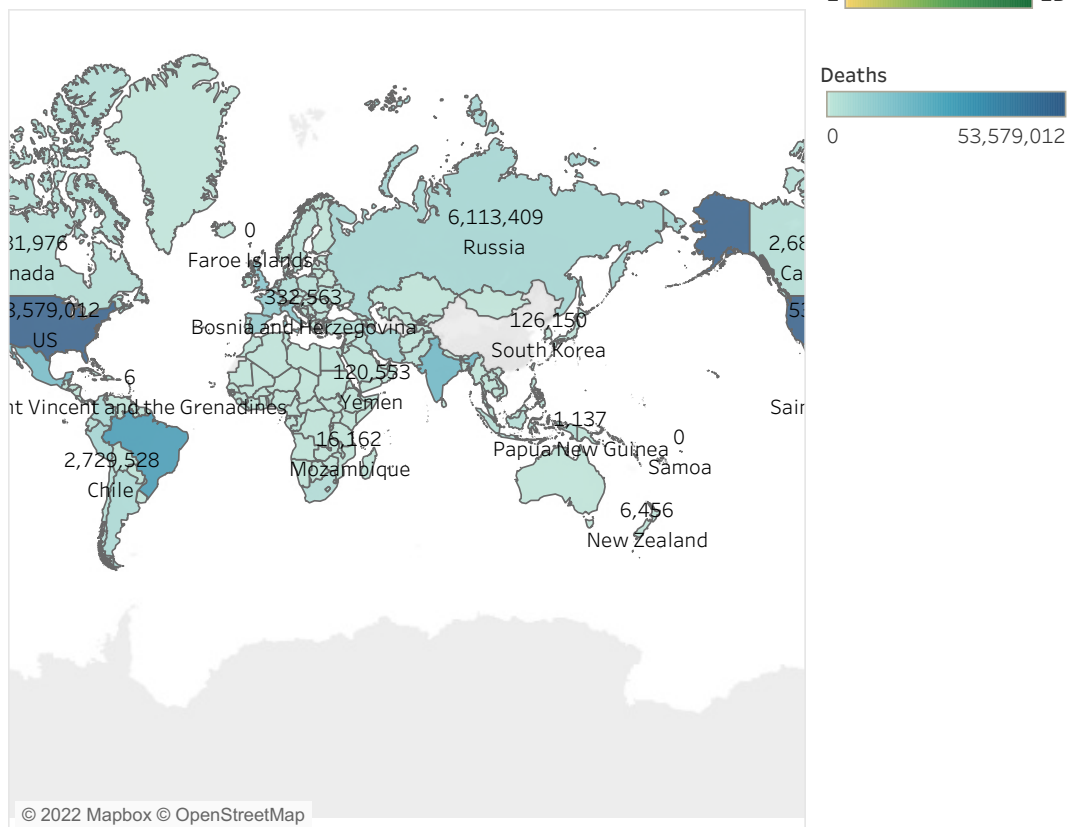 Deaths
0 53,579,012
6,113,409
Russia
0
Faroe Islands
31,976
nada
2,68
Ca
332,563
Bosnia and Herzegovina
3,579,012
US
53
126,150
South Korea
120,553
Yemen
6
nt Vincent and the Grenadines
Sain
16,162
Mozambique
1,137
Papua New Guinea
0
Samoa
2,729,528
Chile
6,456
New Zealand
© 2022 Mapbox © OpenStreetMap